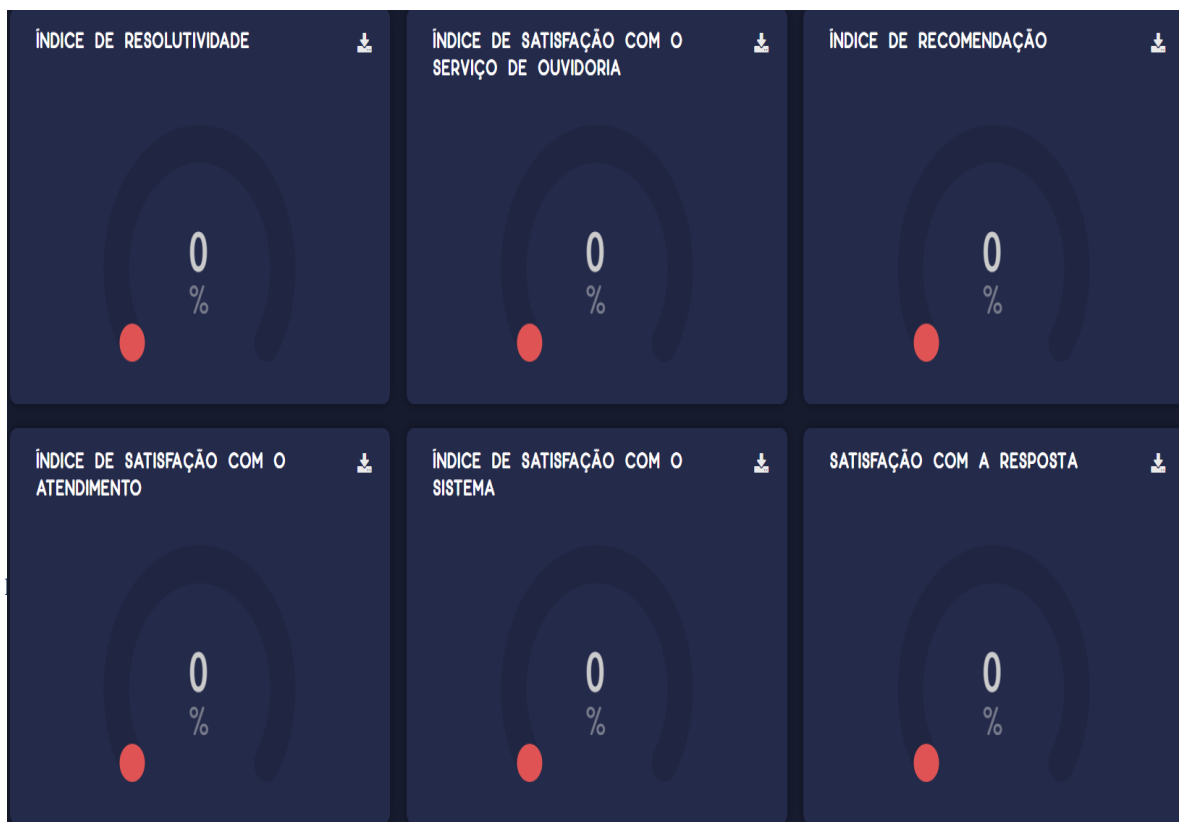 ÍNDICE DE RESOLUTIVIDADE
0
%
ÍNDICE DE SATISFAÇÃO COM O
SERVIÇO DE OUVIDORIA
0
%
ÍNDICE DE RECOMENDAÇÃO
0
%
ÍNDICE DE SATISFAÇÃO COM O
ATENDIMENTO
0
%
ÍNDICE DE SATISFAÇÃO COM O
SISTEMA
0
%
SATISFAÇÃO COM A RESPOSTA
0
%